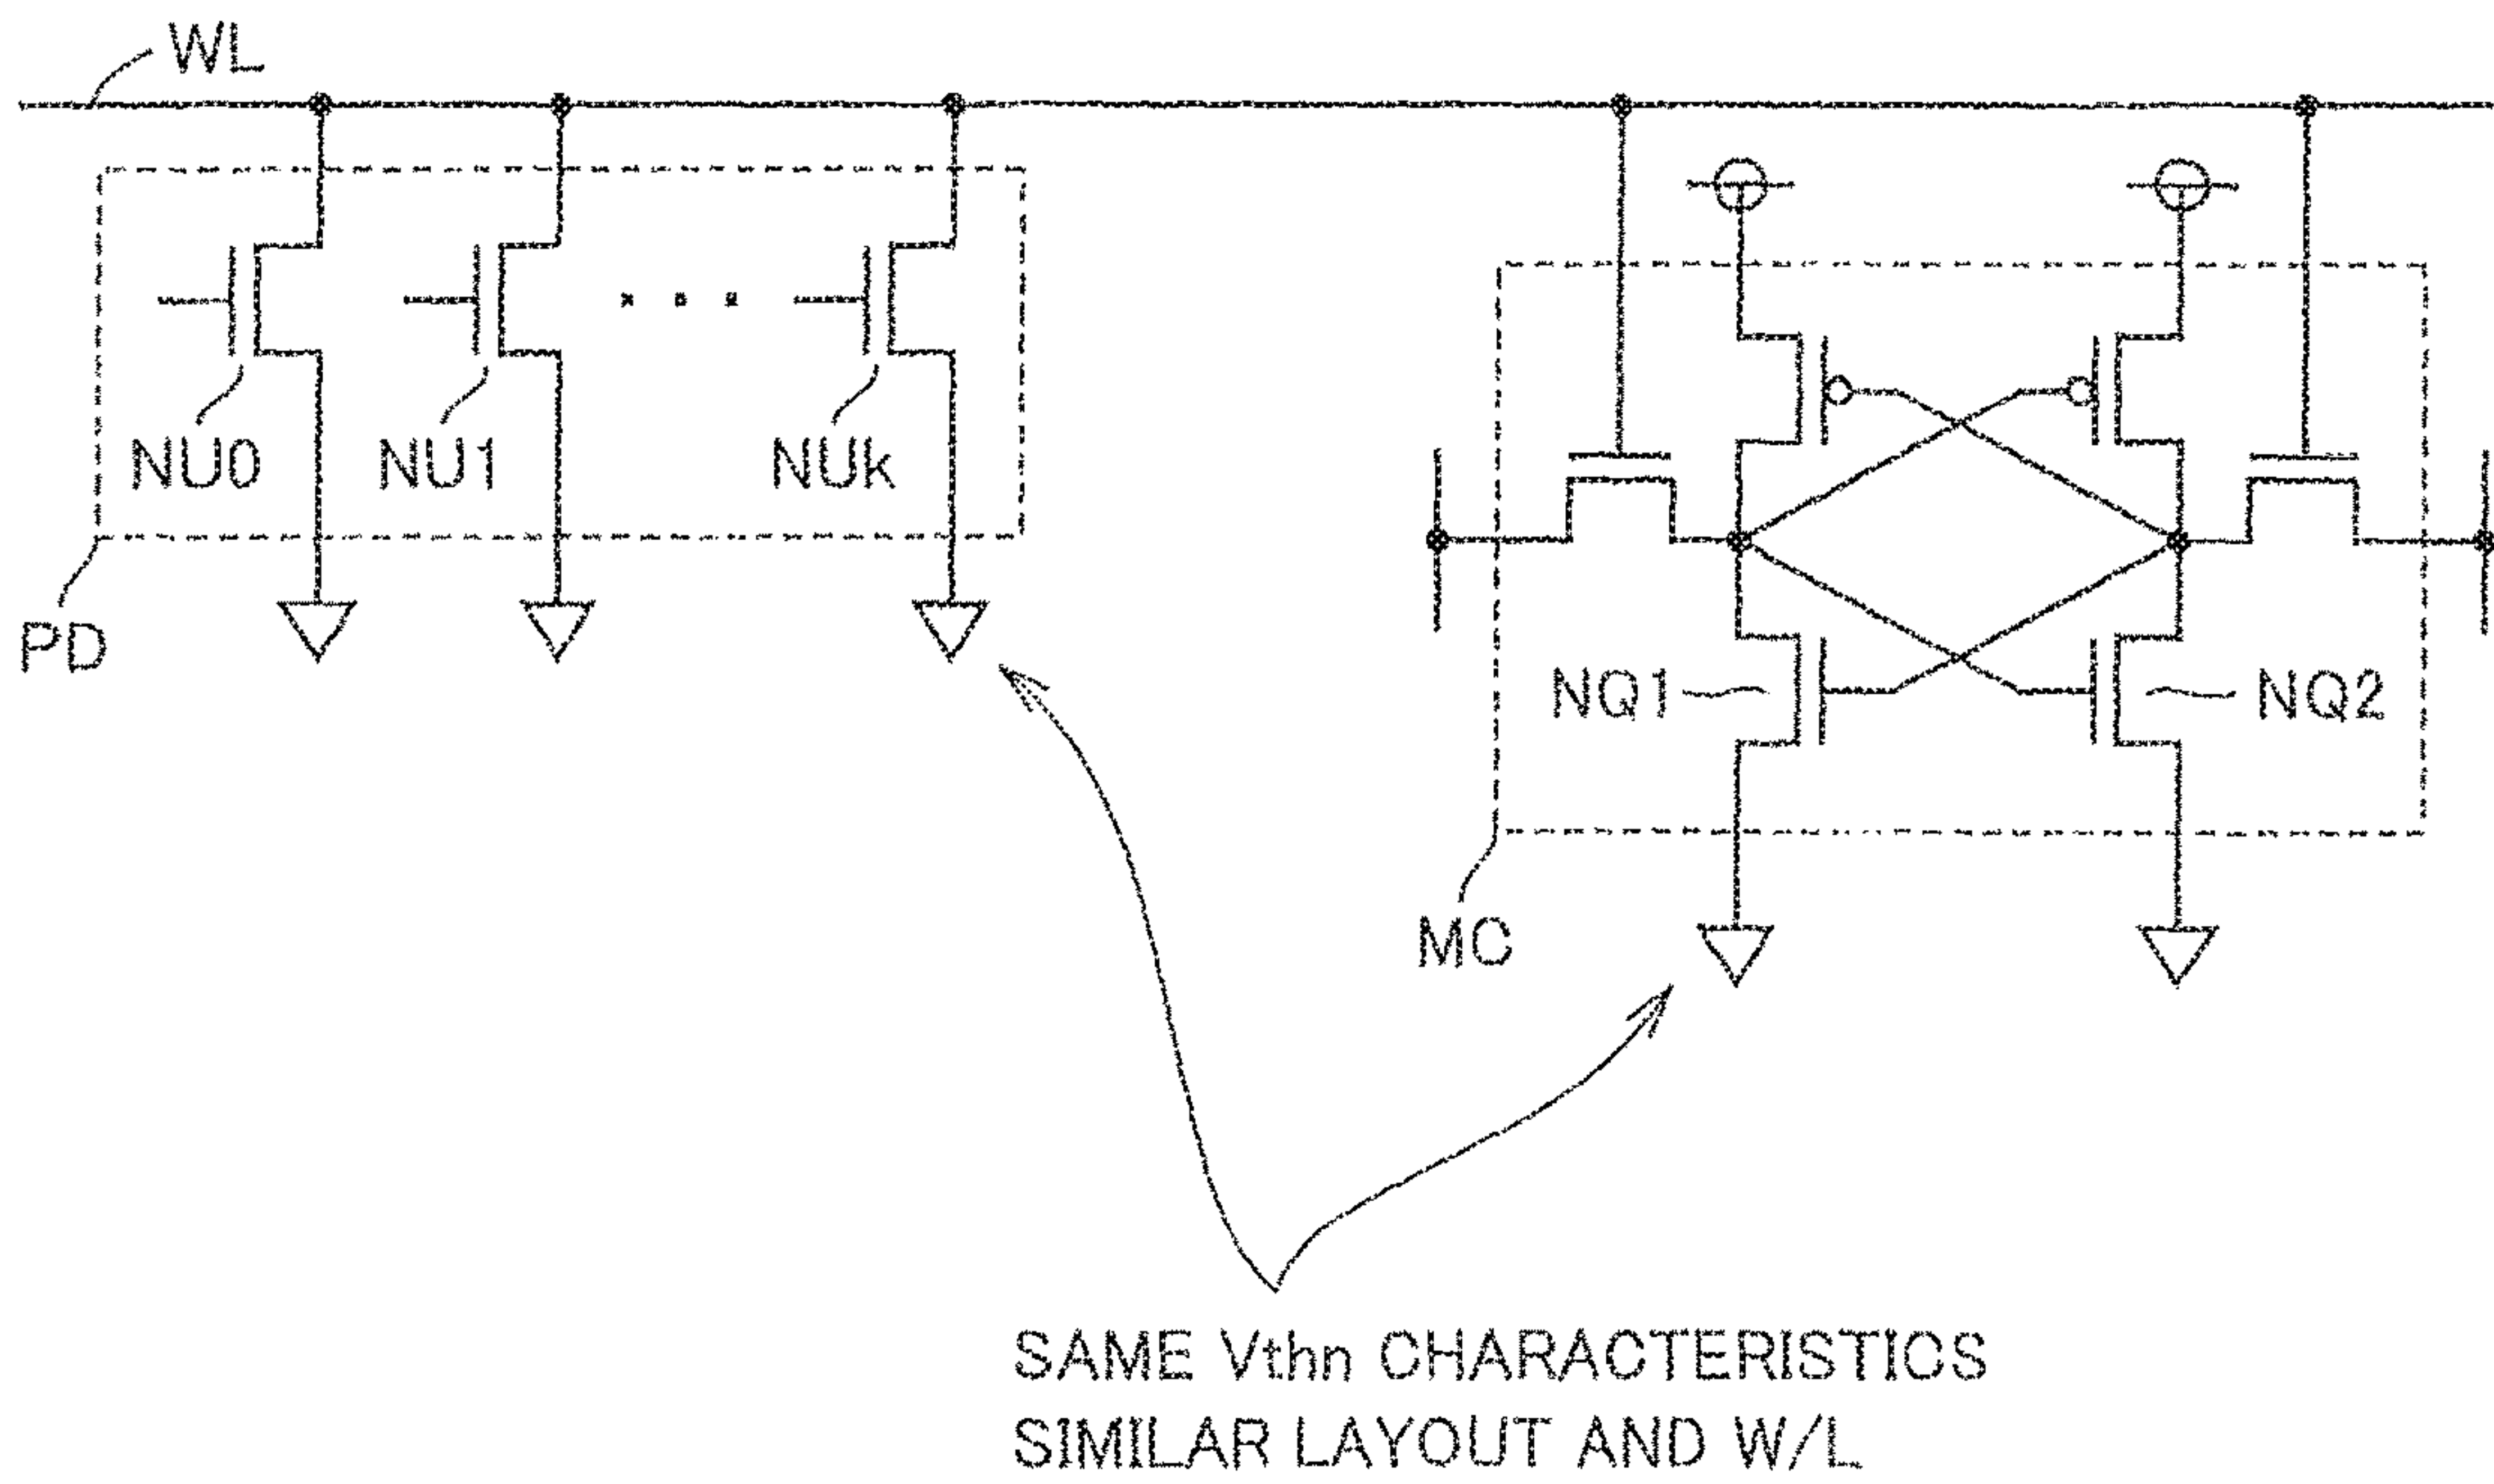 WL
NU0
NU1
NUk
PD
NQ1
NQ2
MC
SAME Vthn CHARACTERISTICS
SIMILAR LAYOUT AND W/L